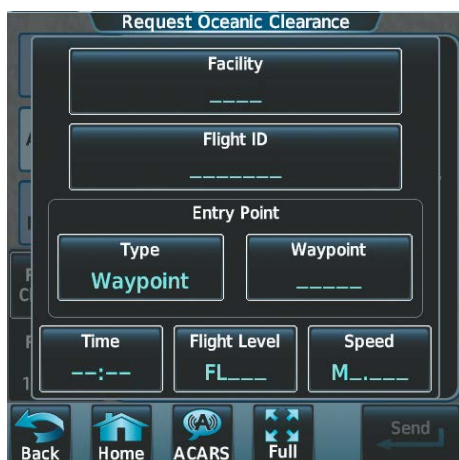 Request Oceanic Clearance
Facility
____
Flight ID
_______
Entry Point
Type
Waypoint
Waypoint
_____
Time
--:--
Flight Level
FL___
Speed
M_.___
Back
Home
ACARS
Full
Send